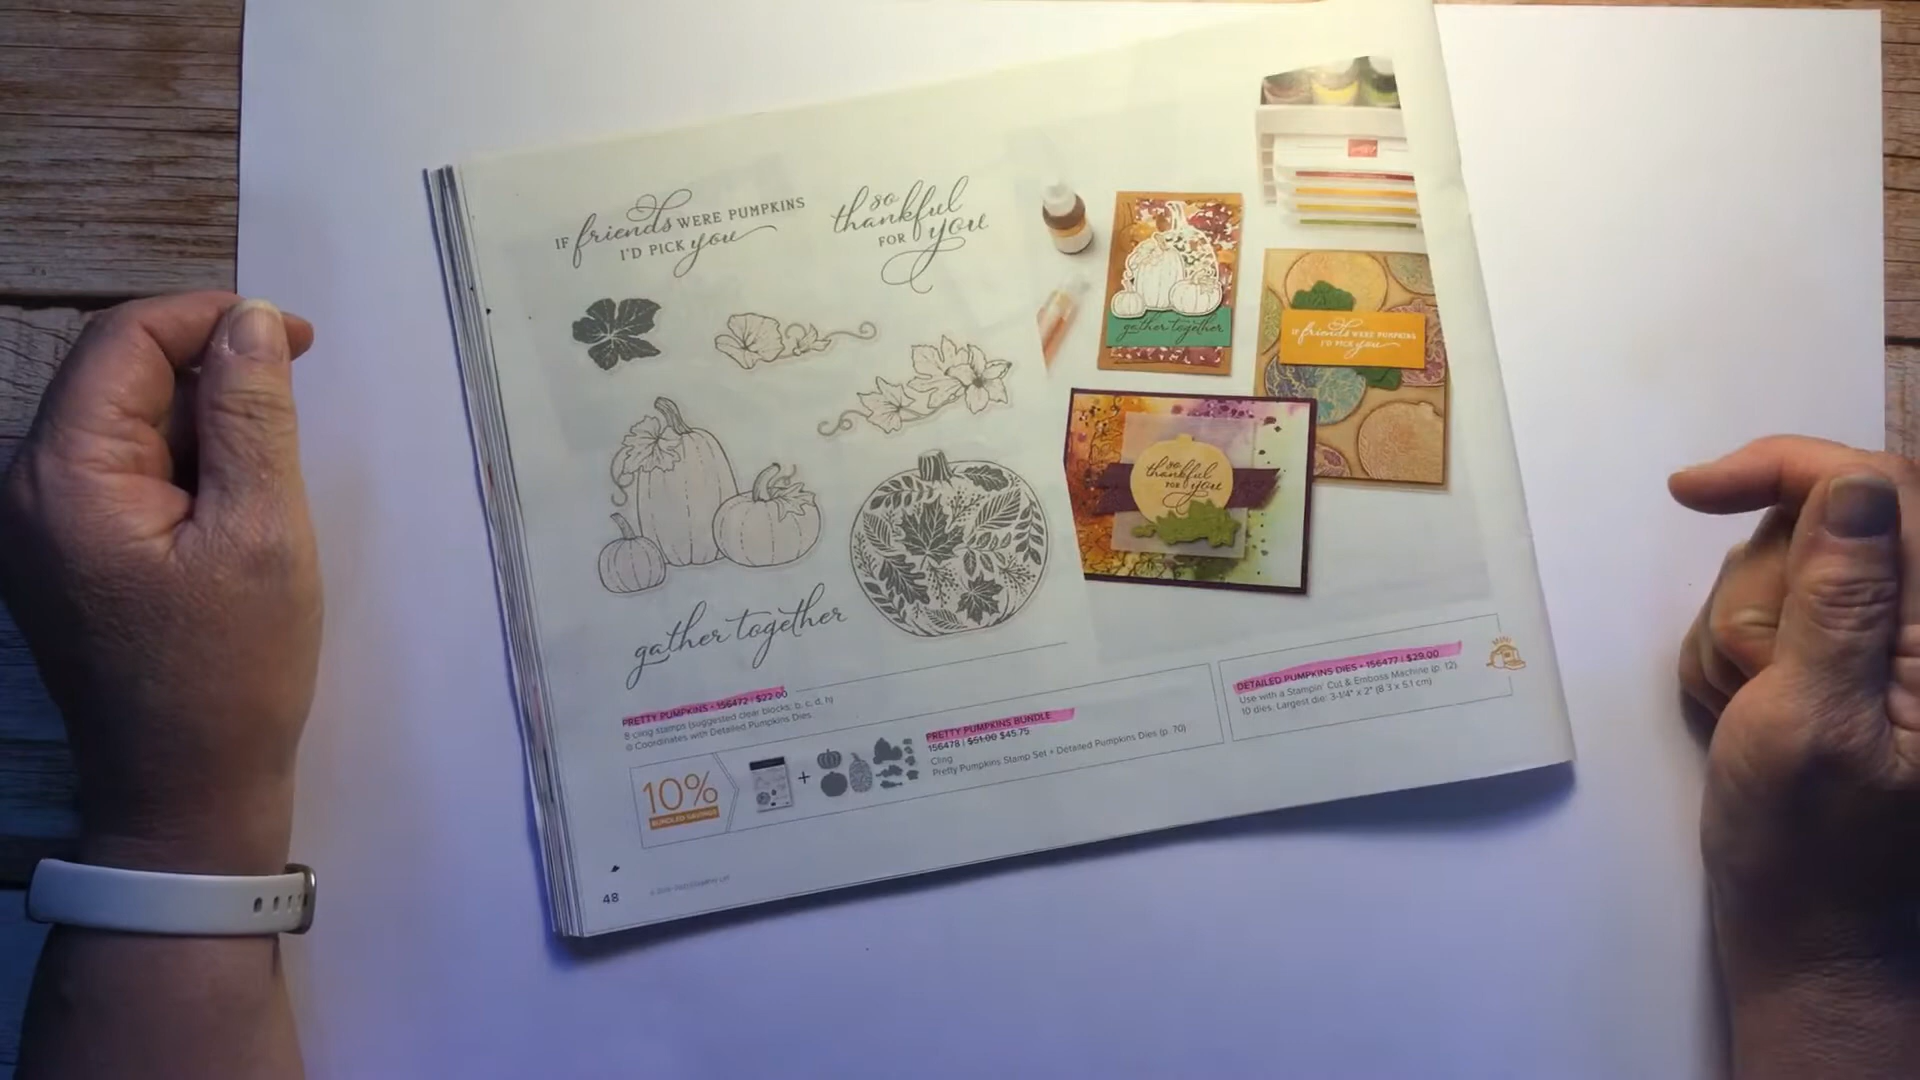 IF friends WERE PUMPKINS
I'D PICK you
so
thankful
FOR you
gather together
gather together
IF friends WERE PUMPKINS
I'D PICK you
so
thankful
FOR you
PRETTY PUMPKINS • 156472 | $22.00
8 cling stamps (suggested clear blocks: b, c, d, h)
Coordinates with Detailed Pumpkins Dies
10%
BUNDLED SAVINGS
+
PRETTY PUMPKINS BUNDLE
156478 | $51.00 $45.75
Cling
Pretty Pumpkins Stamp Set + Detailed Pumpkins Dies (p. 70)
DETAILED PUMPKINS DIES • 156477 | $29.00
Use with a Stampin' Cut & Emboss Machine (p. 12).
10 dies. Largest die: 3-1/4" x 2" (8.3 x 5.1 cm)
MINI
48